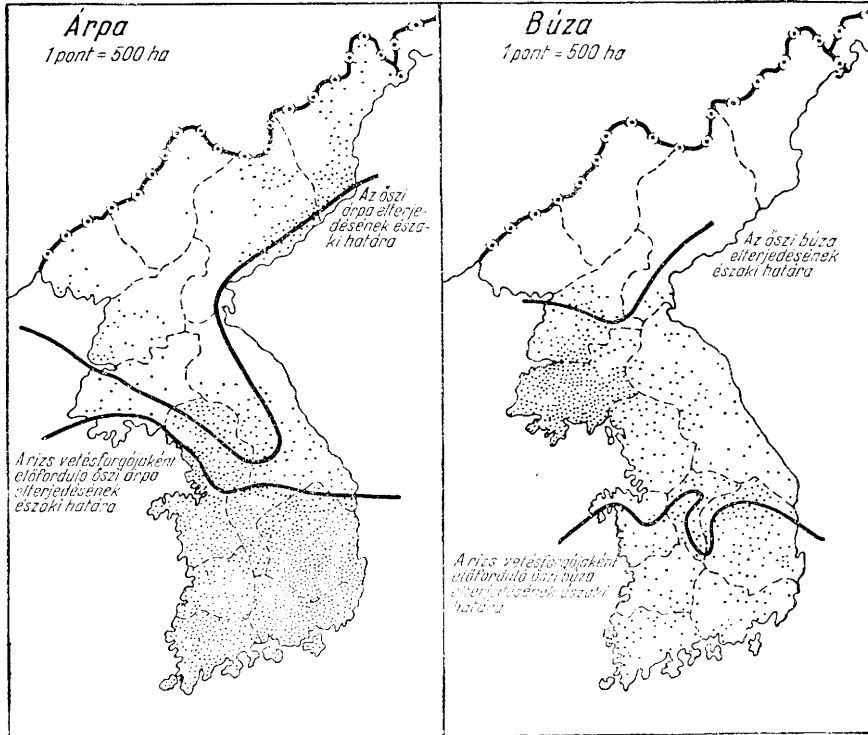 Árpa
1 pont = 500 ha
Az őszi
árpa elterje-
désének észa-
ki határa
A rizs vetésforgójaként
előforduló őszi árpa
elterjedésének
északi határa
Búza
1 pont = 500 ha
Az őszi búza
elterjedésének
északi határa
A rizs vetésforgójaként
előforduló őszi búza
elterjedésének északi
határa